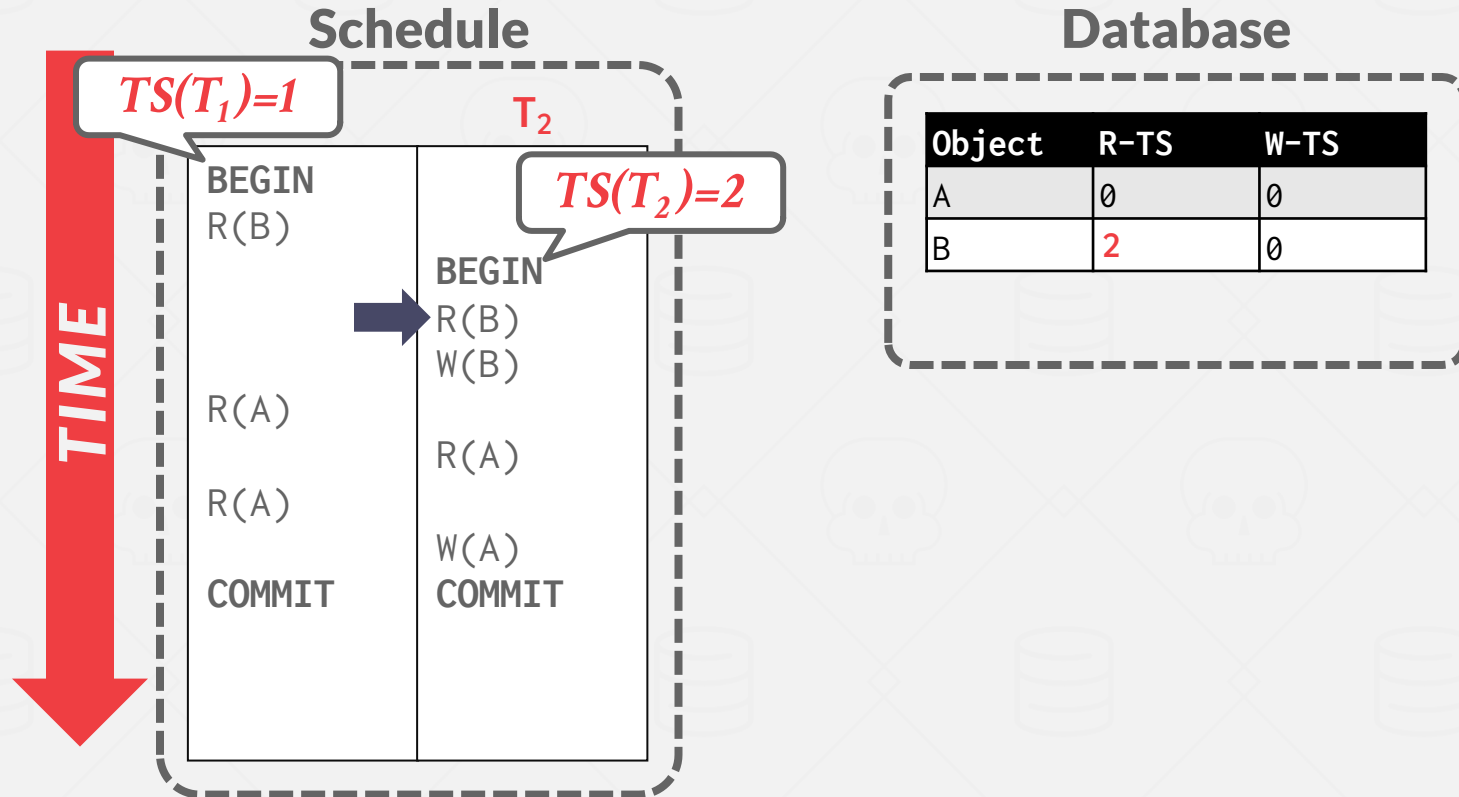 Schedule
Database
TS(T₁)=1
T₂
BEGIN
R(B)
TS(T₂)=2
BEGIN
R(B)
W(B)
R(A)
R(A)
R(A)
W(A)
COMMIT
COMMIT
TIME
Object R-TS W-TS
A 0 0
B 2 0